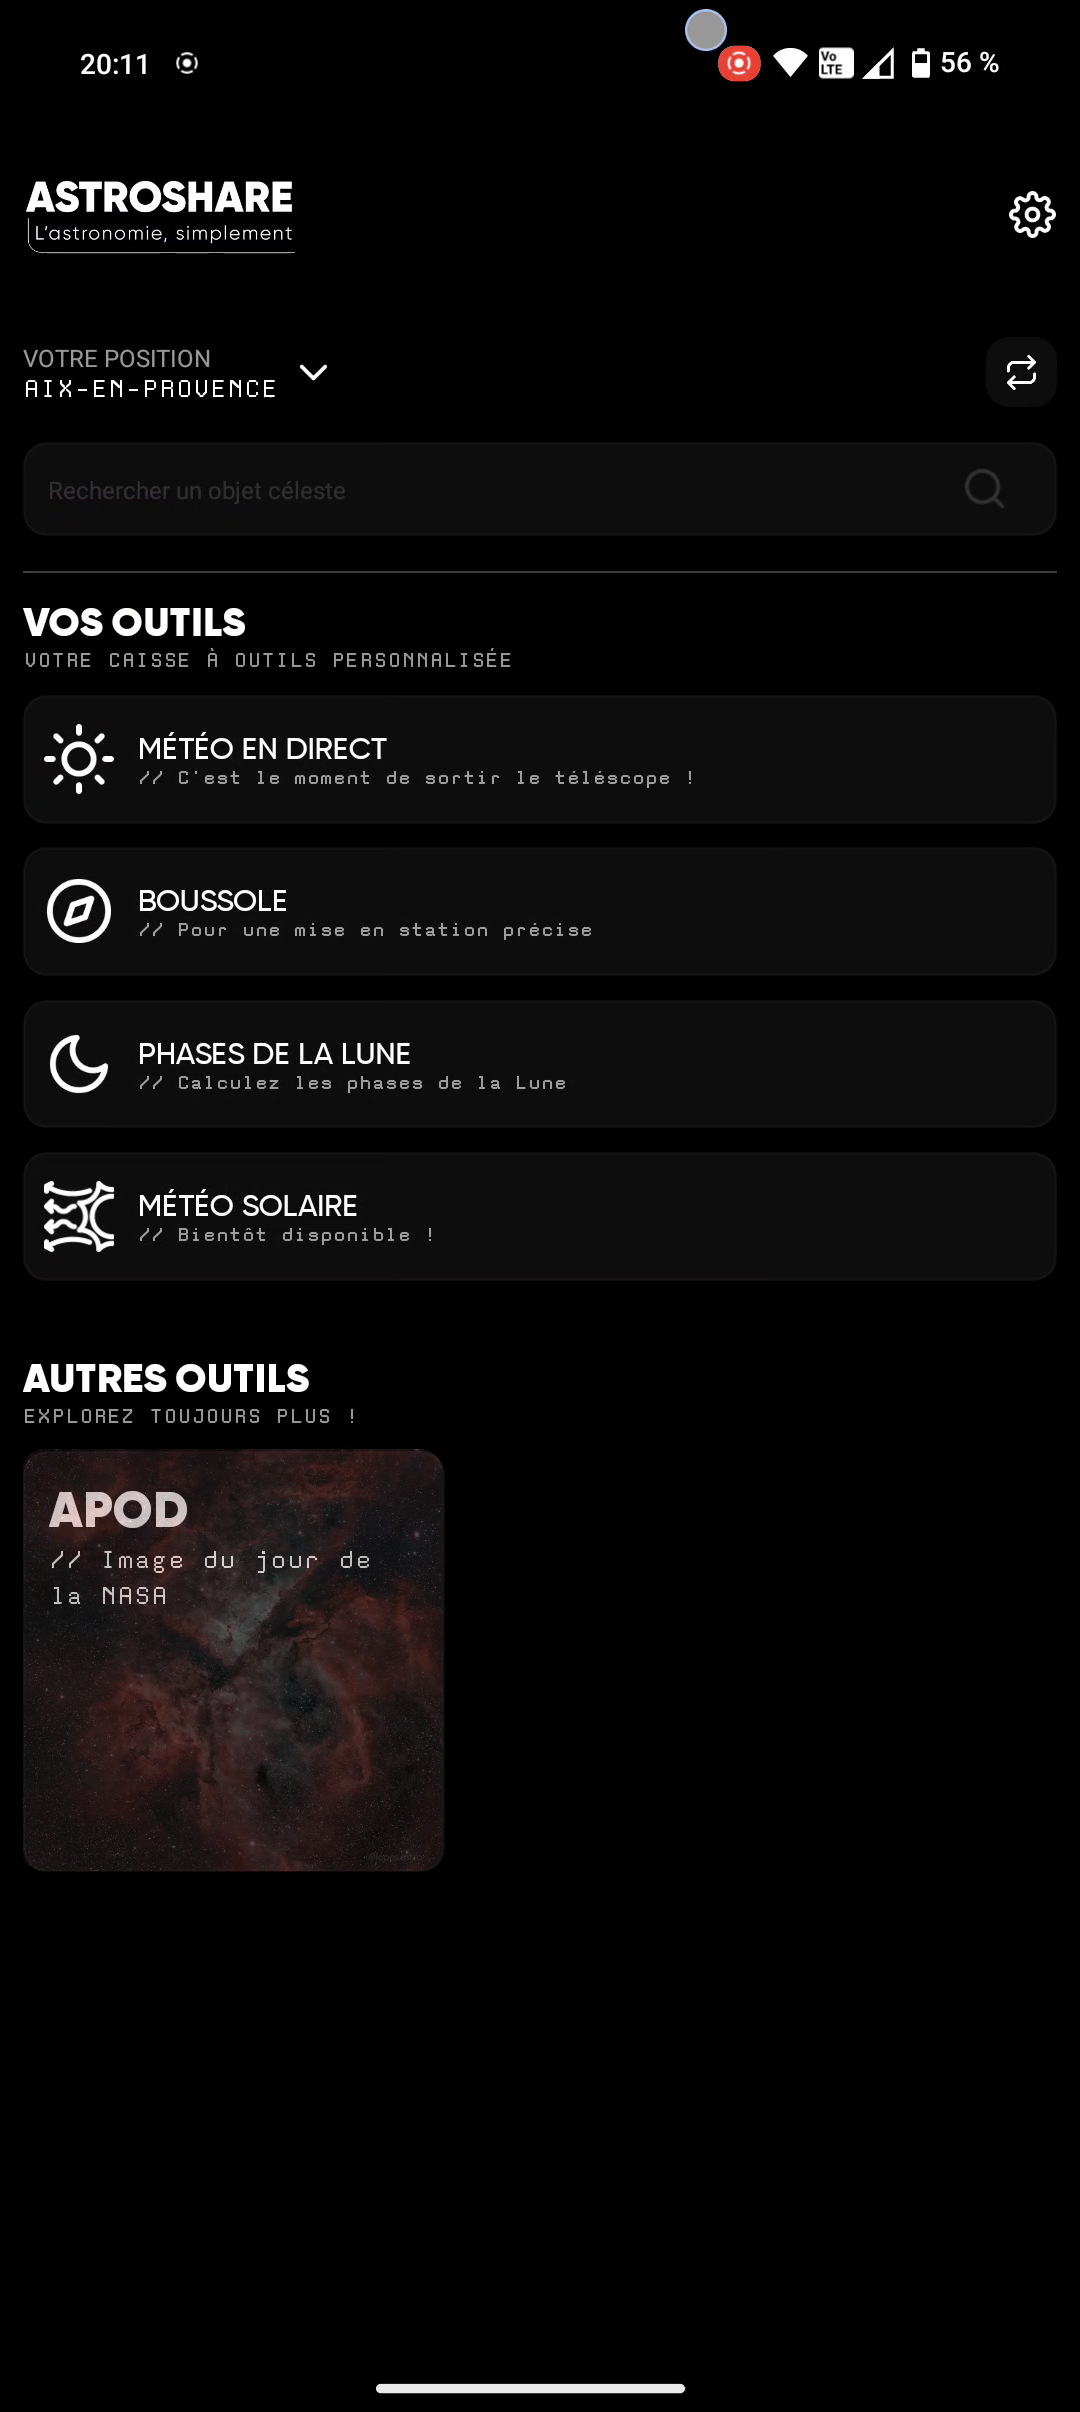 20:11
Vo
LTE
56 %
ASTROSHARE
L'astronomie, simplement
VOTRE POSITION
AIX-EN-PROVENCE
Rechercher un objet céleste
VOS OUTILS
VOTRE CAISSE À OUTILS PERSONNALISÉE
MÉTÉO EN DIRECT
// C'est le moment de sortir le téléscope !
BOUSSOLE
// Pour une mise en station précise
PHASES DE LA LUNE
// Calculez les phases de la Lune
MÉTÉO SOLAIRE
// Bientôt disponible !
AUTRES OUTILS
EXPLOREZ TOUJOURS PLUS !
APOD
// Image du jour de
la NASA